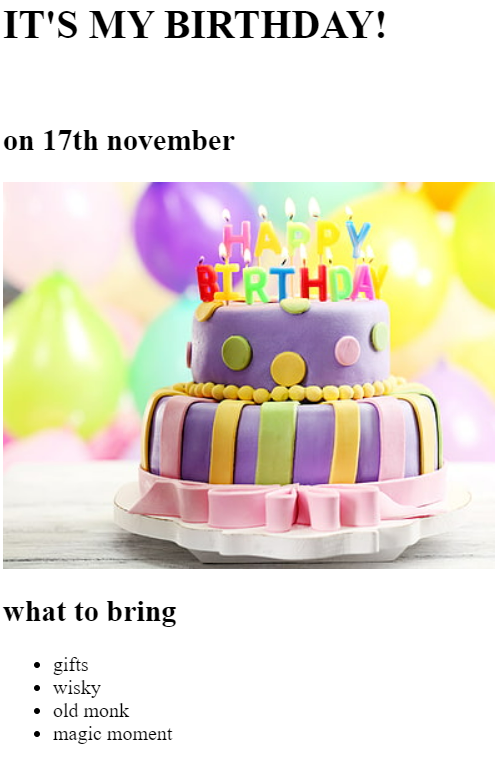 IT'S MY BIRTHDAY!
on 17th november
HAPPY
BIRTHDAY
what to bring
gifts
wisky
old monk
magic moment